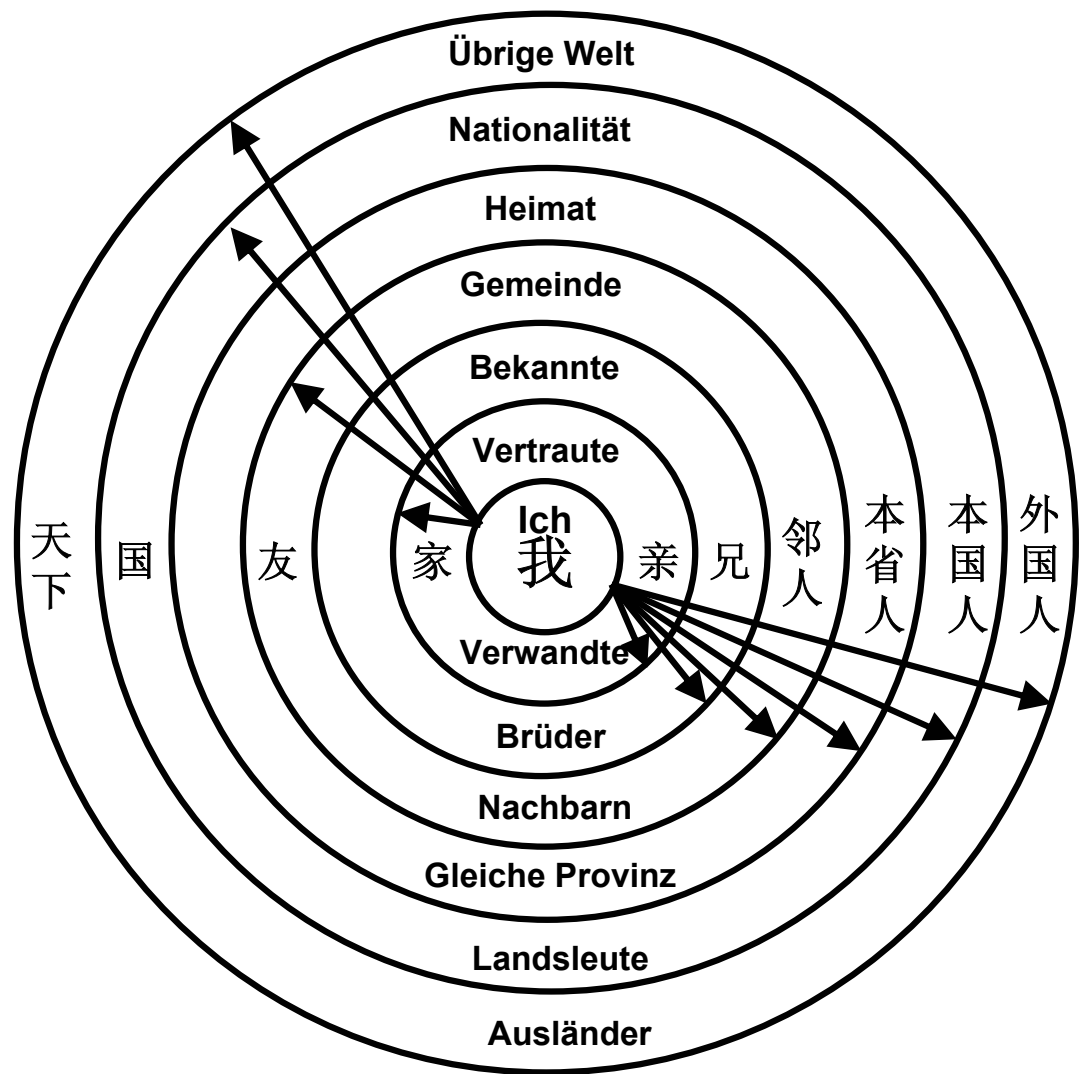 Übrige Welt
Nationalität
Heimat
Gemeinde
Bekannte
Vertraute
Ich
我
天下
国
友
家
亲
兄
邻人
本省人
本国人
外国人
Verwandte
Brüder
Nachbarn
Gleiche Provinz
Landsleute
Ausländer